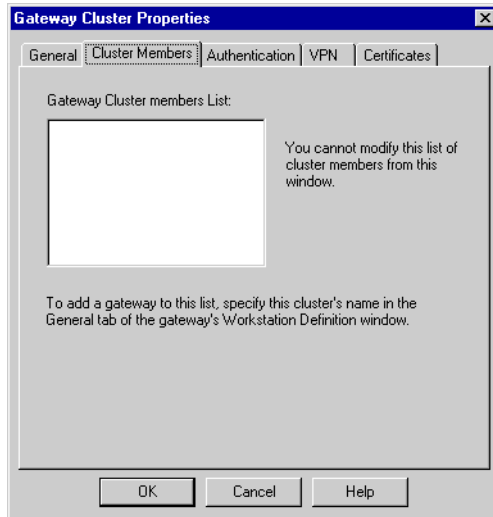 Gateway Cluster Properties
General Cluster Members Authentication VPN Certificates
Gateway Cluster members List:
You cannot modify this list of
cluster members from this
window.
To add a gateway to this list, specify this cluster's name in the
General tab of the gateway's Workstation Definition window.
OK Cancel Help